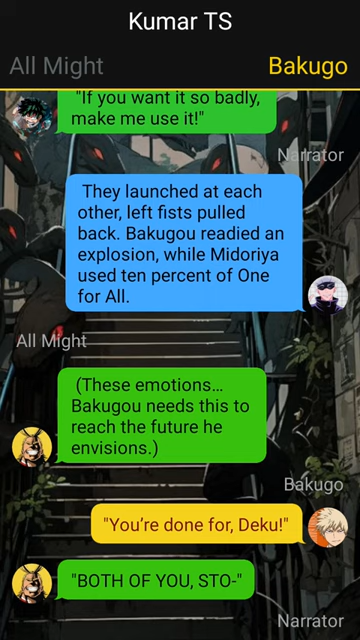 Kumar TS
All Might
Bakugo
"If you want it so badly,
make me use it!"
Narrator
They launched at each
other, left fists pulled
back. Bakugou readied an
explosion, while Midoriya
used ten percent of One
for All.
All Might
(These emotions…
Bakugou needs this to
reach the future he
envisions.)
Bakugo
"You’re done for, Deku!"
"BOTH OF YOU, STO-"
Narrator